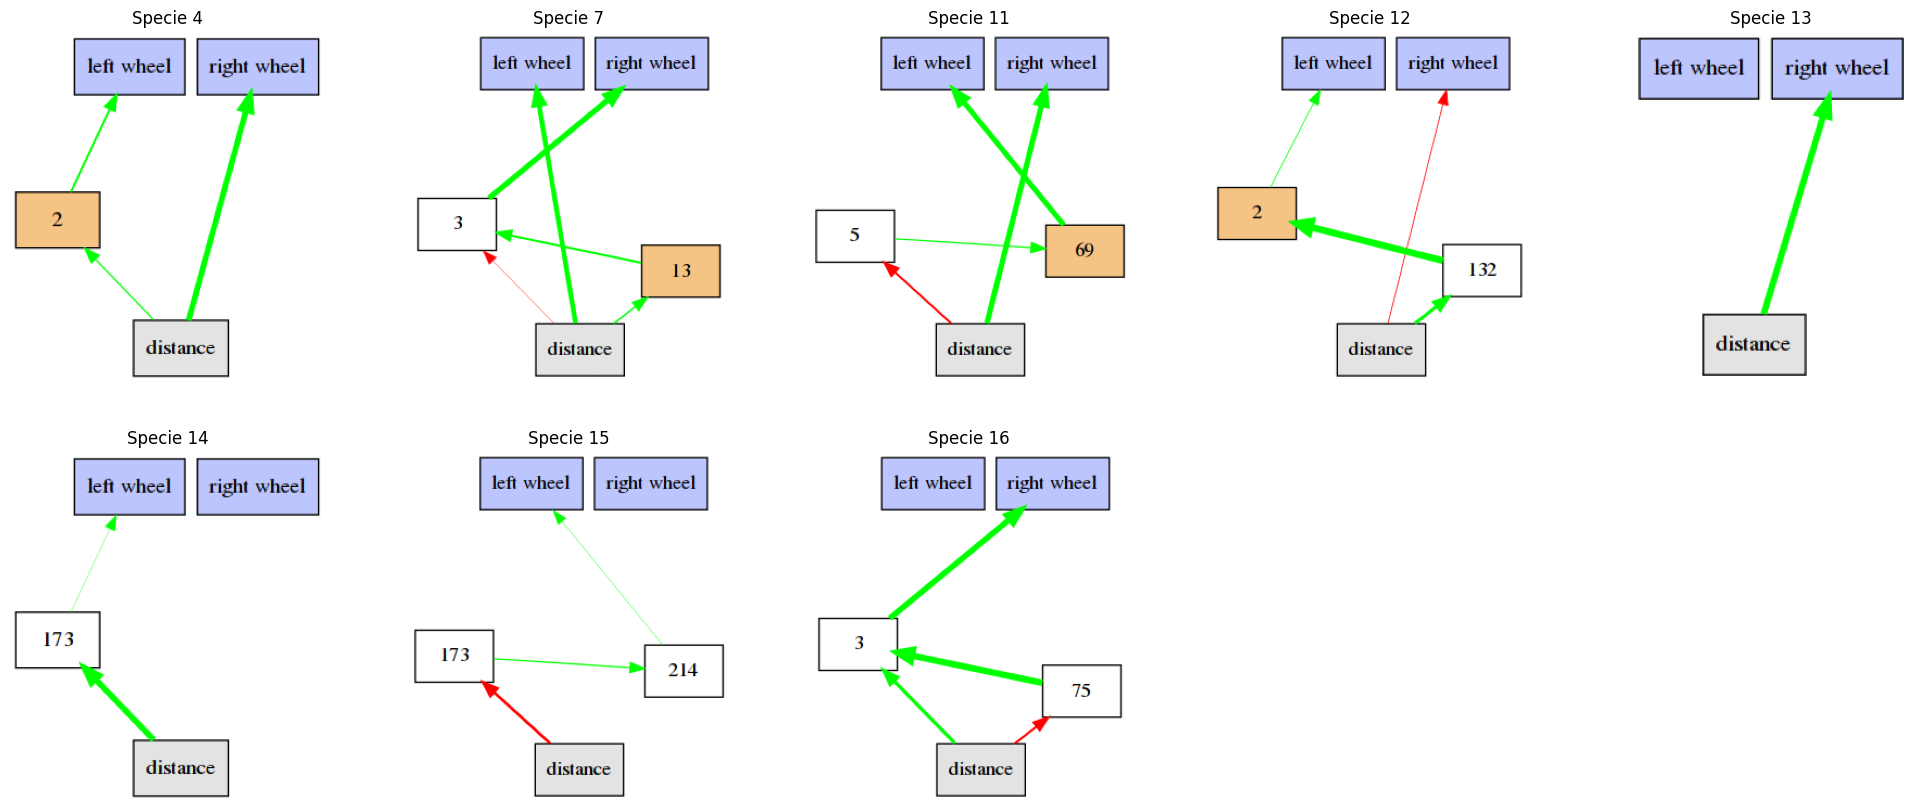 Specie 4
left wheel
right wheel
2
distance
Specie 7
left wheel
right wheel
3
13
distance
Specie 11
left wheel
right wheel
5
69
distance
Specie 12
left wheel
right wheel
2
132
distance
Specie 13
left wheel
right wheel
distance
Specie 14
left wheel
right wheel
173
distance
Specie 15
left wheel
right wheel
173
214
distance
Specie 16
left wheel
right wheel
3
75
distance